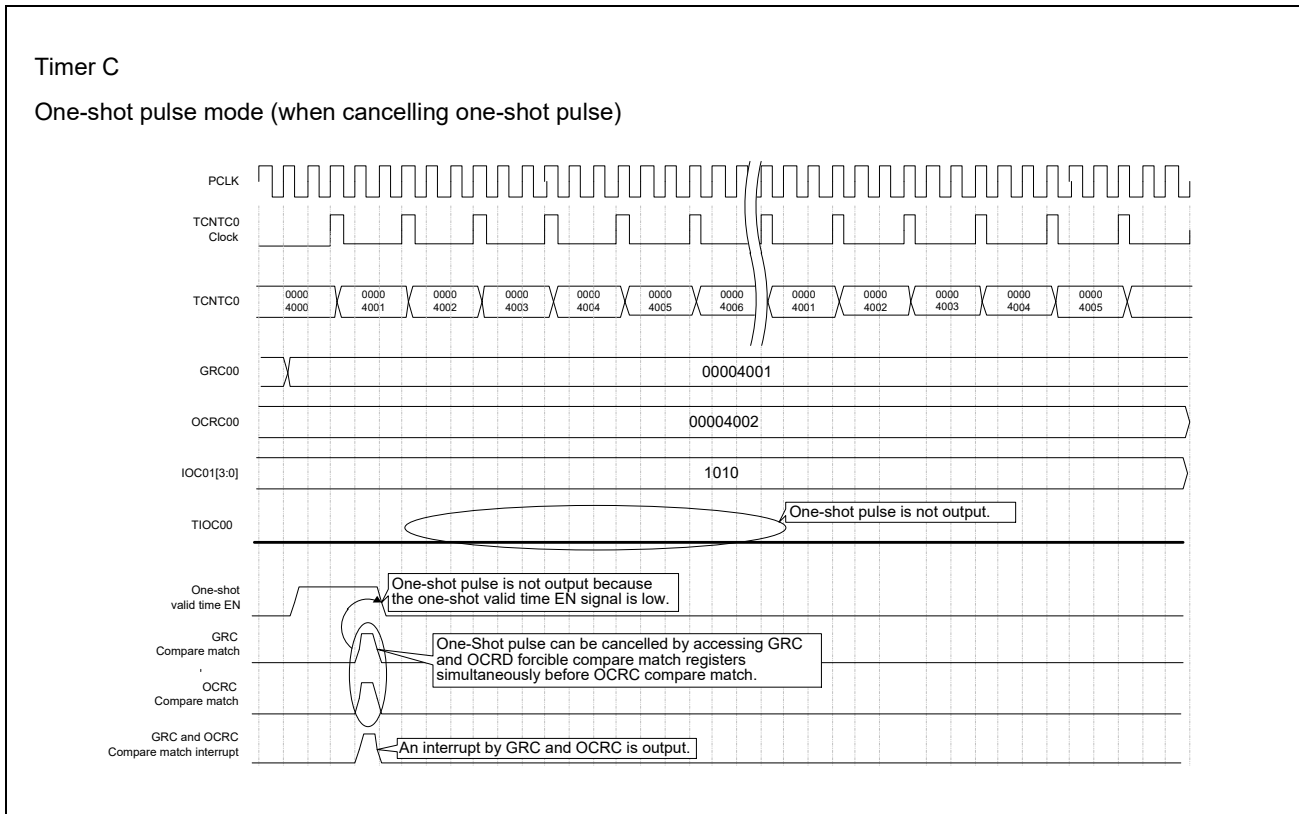 Timer C
One-shot pulse mode (when cancelling one-shot pulse)
PCLK
TCNTC0
Clock
TCNTC0
0000 0000 0000 0000 0000 0000 0000 0000 0000 0000 0000 0000
4000 4001 4002 4003 4004 4005 4006 4001 4002 4003 4004 4005
GRC00
00004001
OCRC00
00004002
IOC01[3:0]
1010
TIOC00
One-shot pulse is not output.
One-shot
valid time EN
One-shot pulse is not output because
the one-shot valid time EN signal is low.
GRC
Compare match
One-Shot pulse can be cancelled by accessing GRC
and OCRD forcible compare match registers
simultaneously before OCRC compare match.
,
OCRC
Compare match
GRC and OCRC
Compare match interrupt
An interrupt by GRC and OCRC is output.